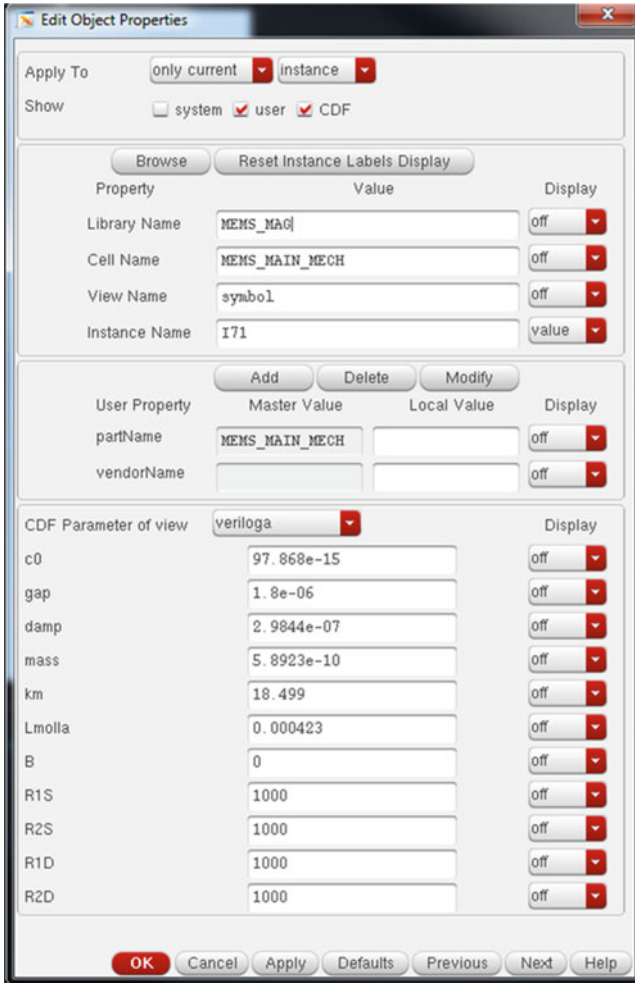 Edit Object Properties
Apply To only current instance
Show system user CDF
Browse Reset Instance Labels Display
Property Value Display
Library Name MEMS_MAG off
Cell Name MEMS_MAIN_MECH off
View Name symbol off
Instance Name I71 value
Add Delete Modify
User Property Master Value Local Value Display
partName MEMS_MAIN_MECH off
vendorName off
CDF Parameter of view veriloga Display
c0 97.868e-15 off
gap 1.8e-06 off
damp 2.9844e-07 off
mass 5.8923e-10 off
km 18.499 off
Lmolla 0.000423 off
B 0 off
R1S 1000 off
R2S 1000 off
R1D 1000 off
R2D 1000 off
OK Cancel Apply Defaults Previous Next Help